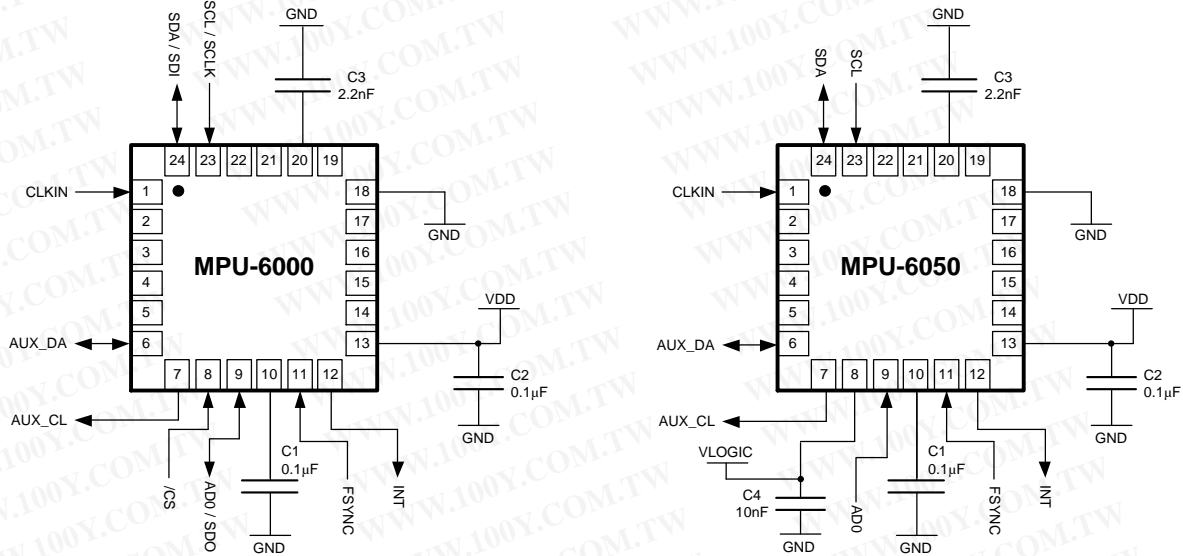 GND
SDA / SDI
SCL / SCLK
C3
2.2nF
24 23 22 21 20 19
CLKIN
1
2
3
4
5
6
18
17
16
15
14
13
MPU-6000
GND
VDD
AUX_DA
7 8 9 10 11 12
C2
0.1µF
GND
AUX_CL
/CS
AD0 / SDO
C1
0.1µF
GND
FSYNC
INT
GND
SDA
SCL
C3
2.2nF
24 23 22 21 20 19
CLKIN
1
2
3
4
5
6
18
17
16
15
14
13
MPU-6050
GND
VDD
AUX_DA
7 8 9 10 11 12
C2
0.1µF
GND
AUX_CL
VLOGIC
C4
10nF
GND
AD0
C1
0.1µF
GND
FSYNC
INT
WWW.100Y.COM.TW